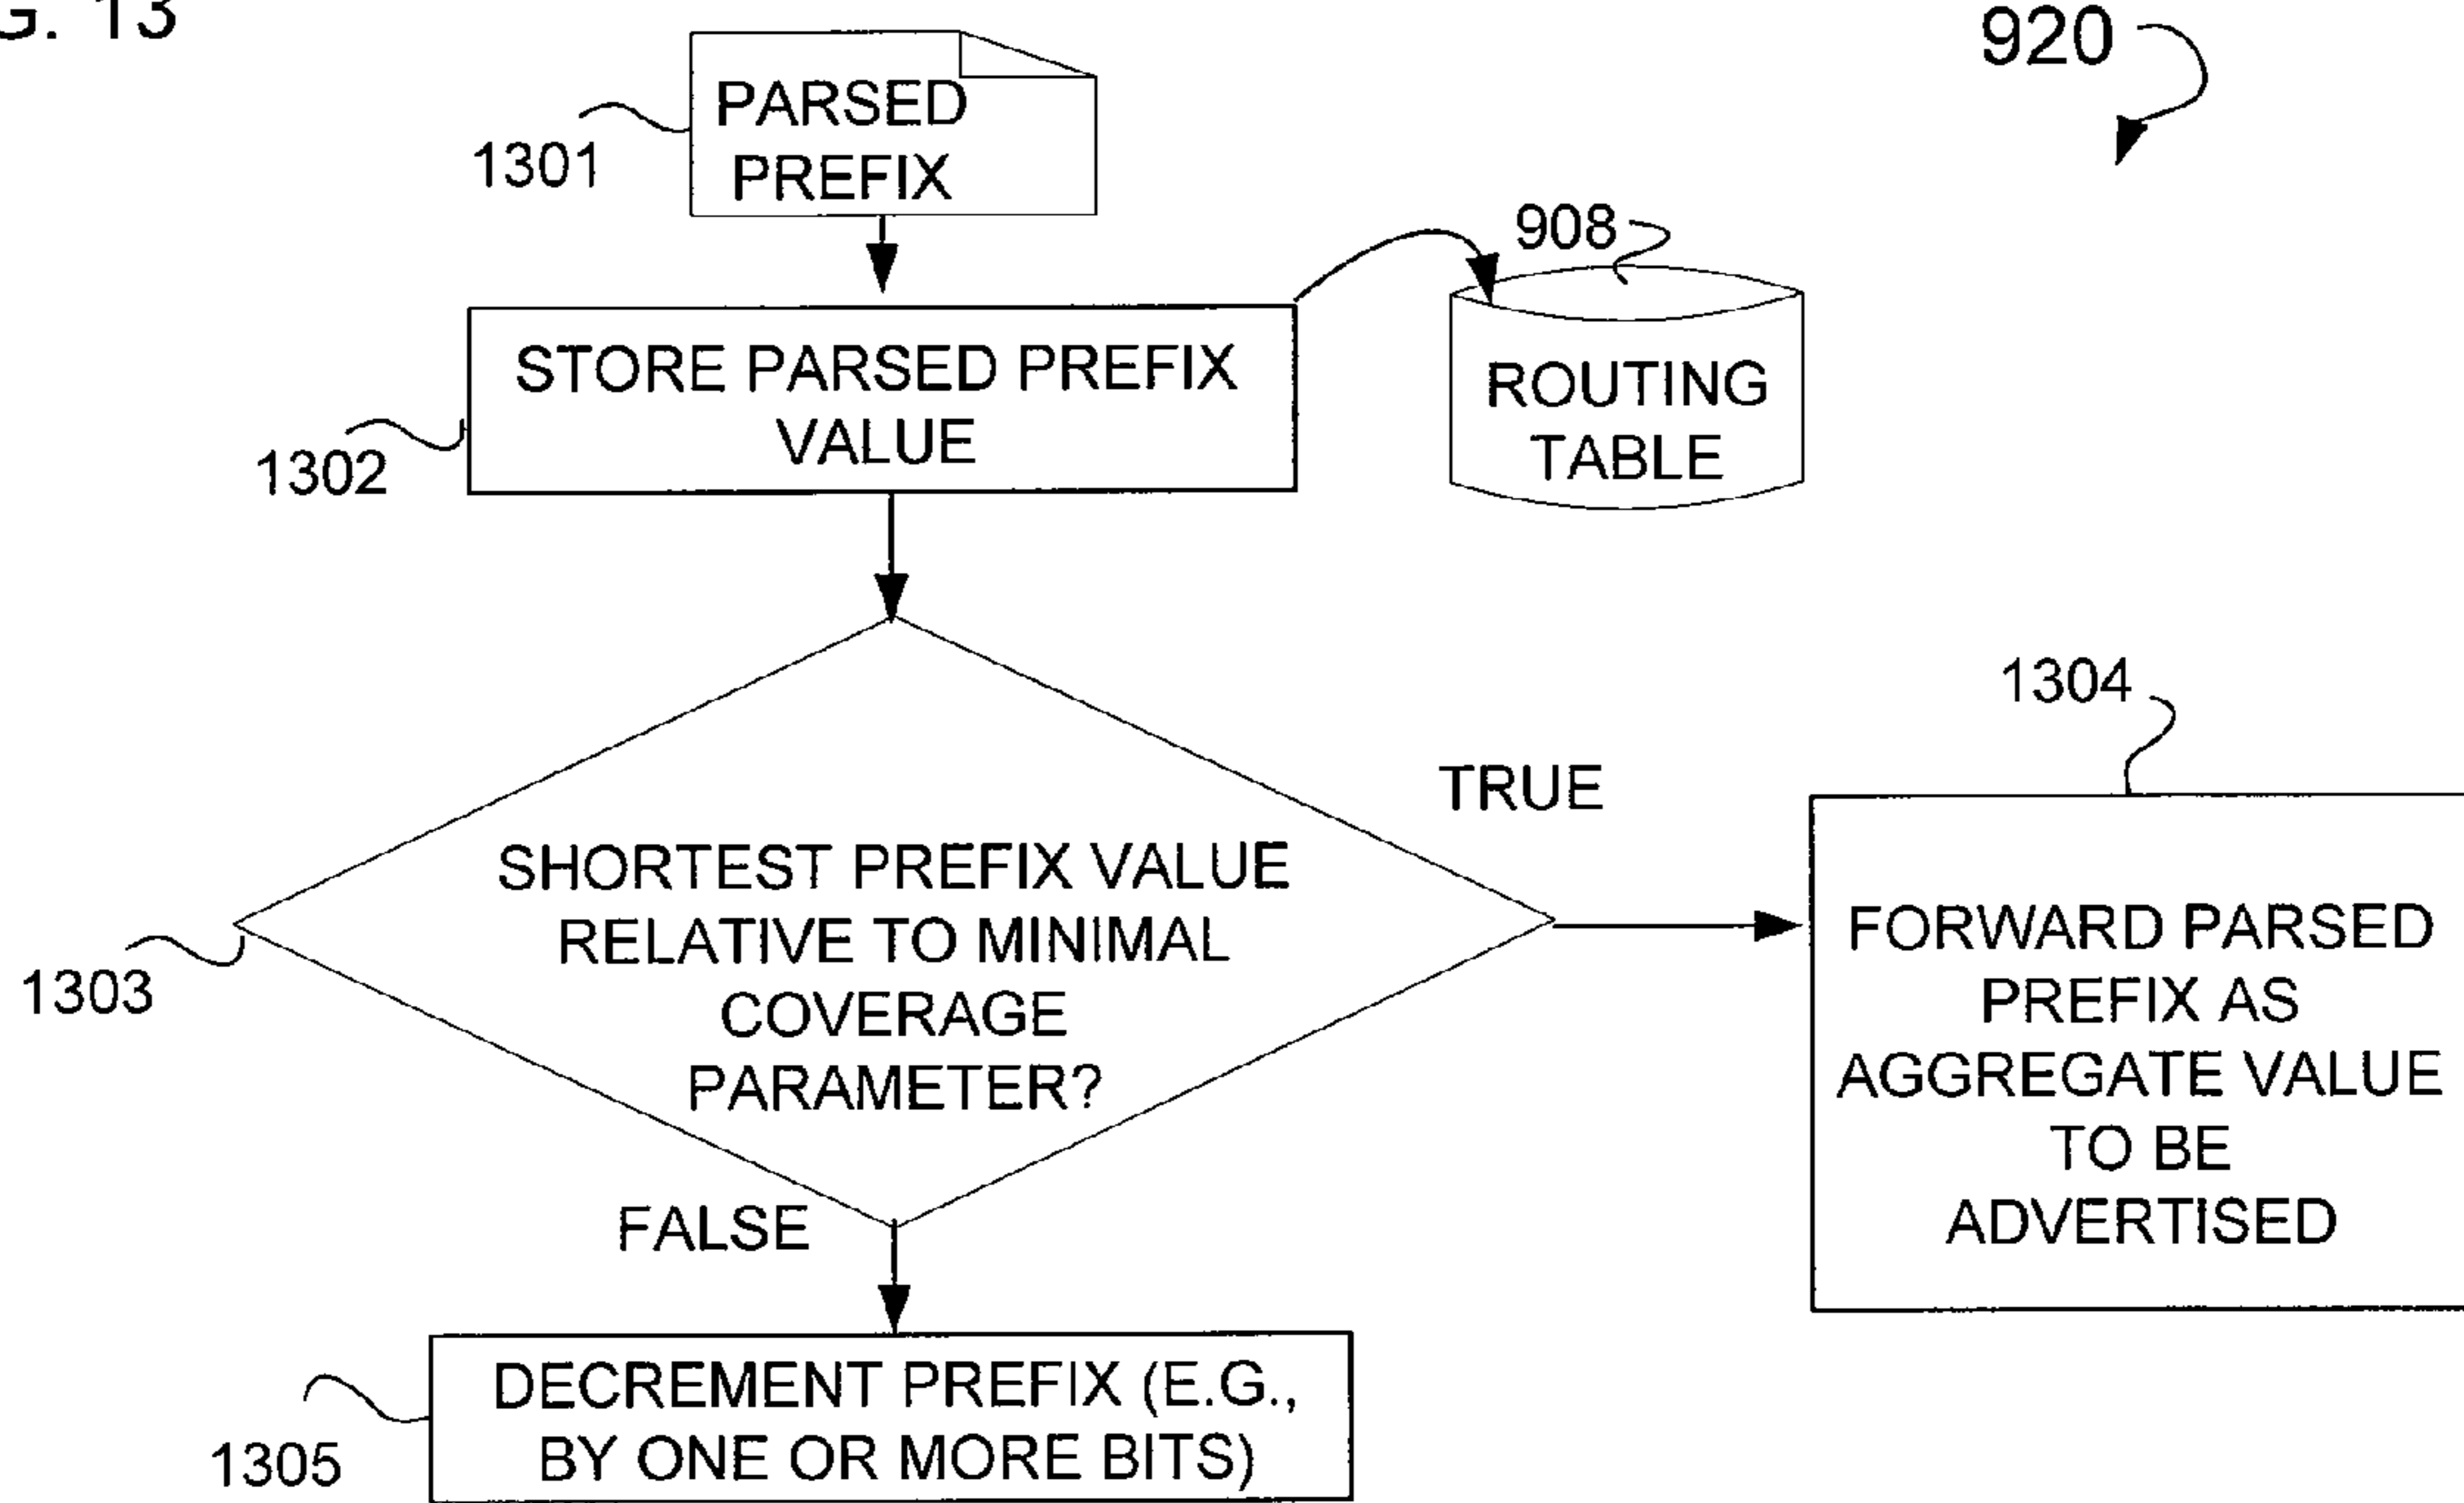 G. 13
920
PARSED
PREFIX
1301
908
STORE PARSED PREFIX
VALUE
1302
ROUTING
TABLE
1304
TRUE
SHORTEST PREFIX VALUE
RELATIVE TO MINIMAL
COVERAGE
PARAMETER?
1303
FORWARD PARSED
PREFIX AS
AGGREGATE VALUE
TO BE
ADVERTISED
FALSE
DECREMENT PREFIX (E.G.,
BY ONE OR MORE BITS)
1305